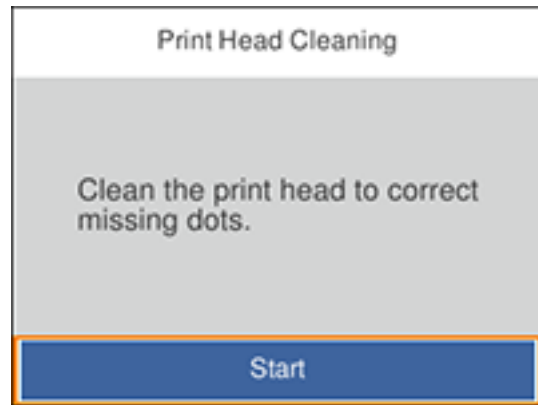 Print Head Cleaning
Clean the print head to correct
missing dots.
Start